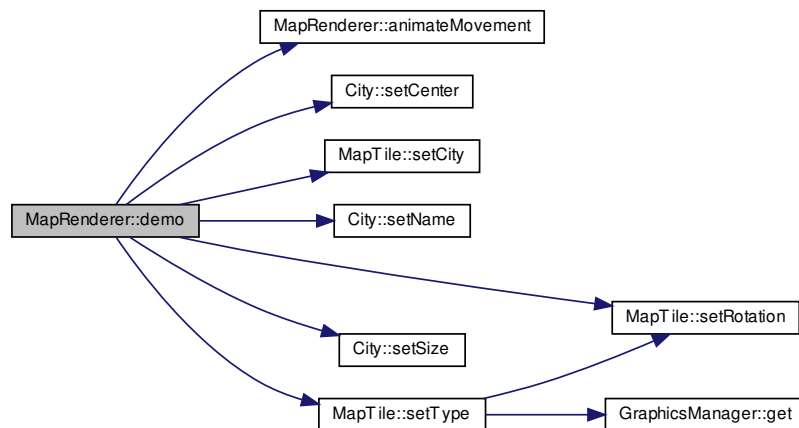 MapRenderer::animateMovement
City::setCenter
MapTile::setCity
MapRenderer::demo
City::setName
MapTile::setRotation
City::setSize
MapTile::setType
GraphicsManager::get